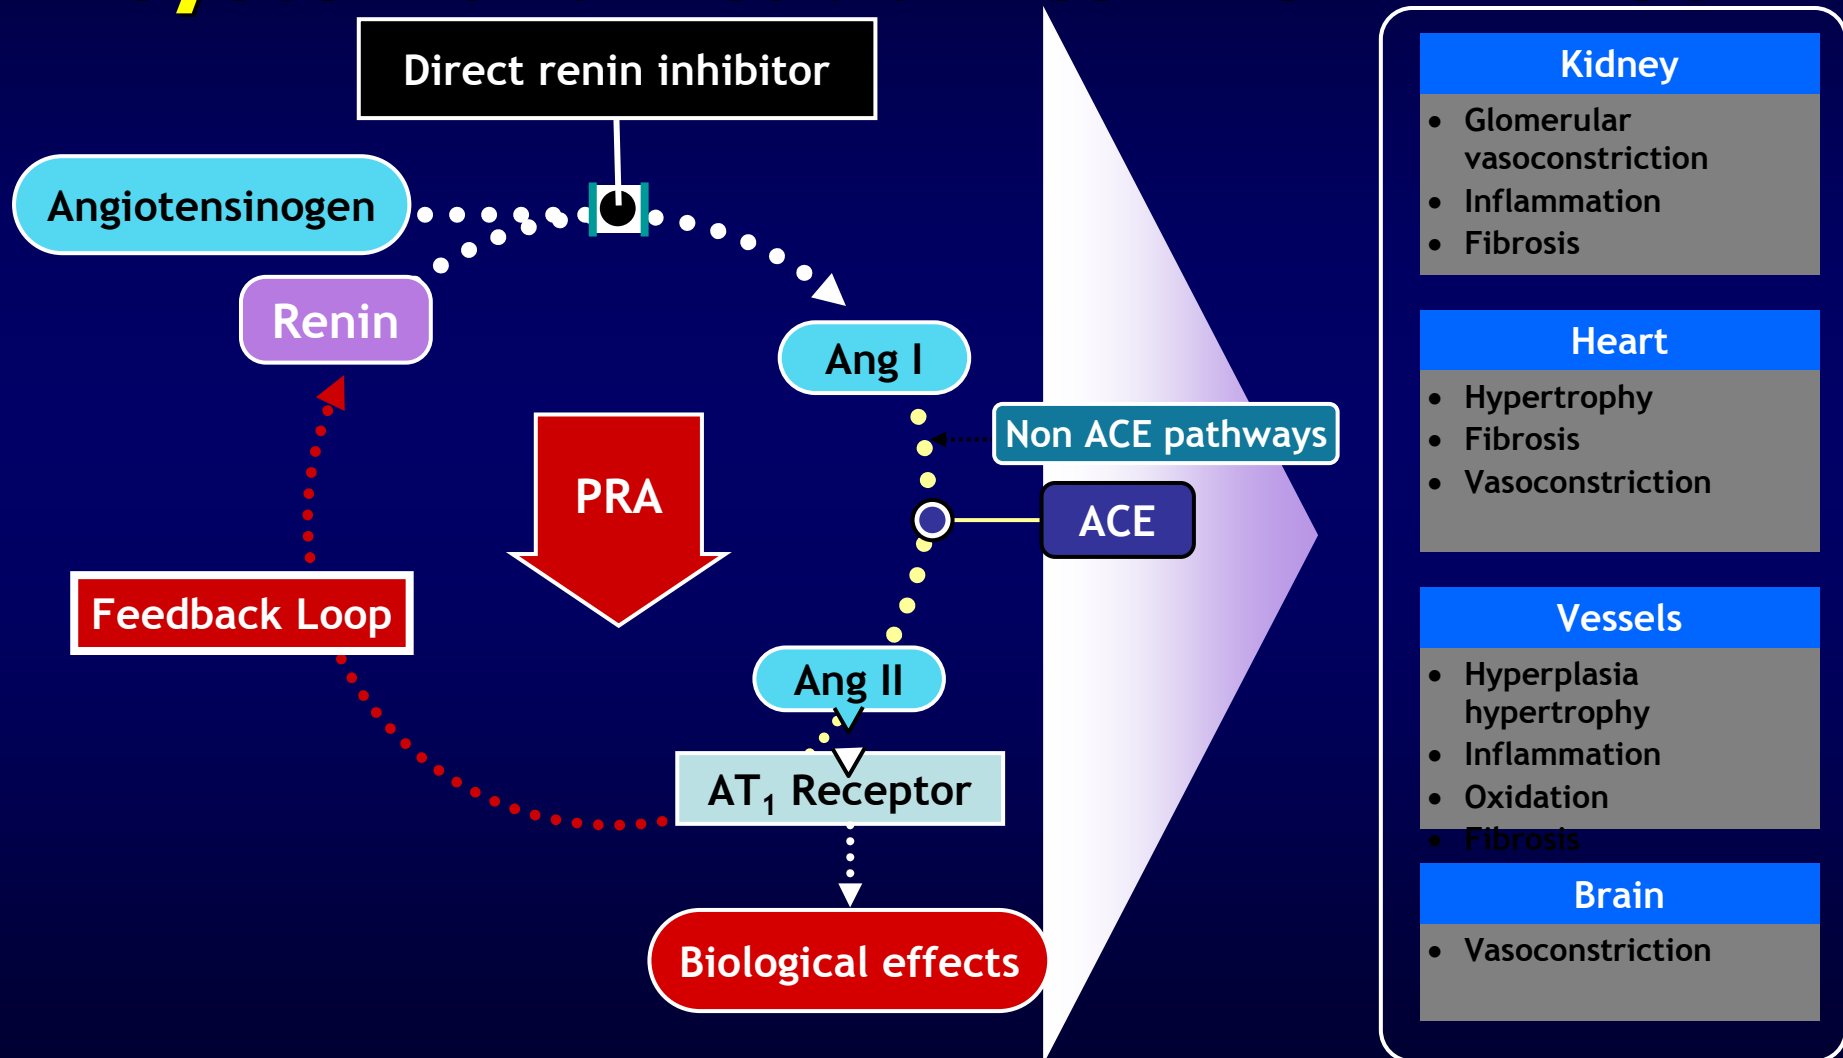 Direct renin inhibitor
Angiotensinogen
Renin
Ang I
Non ACE pathways
PRA
ACE
Feedback Loop
Ang II
AT₁ Receptor
Biological effects
Kidney
• Glomerular
vasoconstriction
• Inflammation
• Fibrosis
Heart
• Hypertrophy
• Fibrosis
• Vasoconstriction
Vessels
• Hyperplasia
hypertrophy
• Inflammation
• Oxidation
• Fibrosis
Brain
• Vasoconstriction